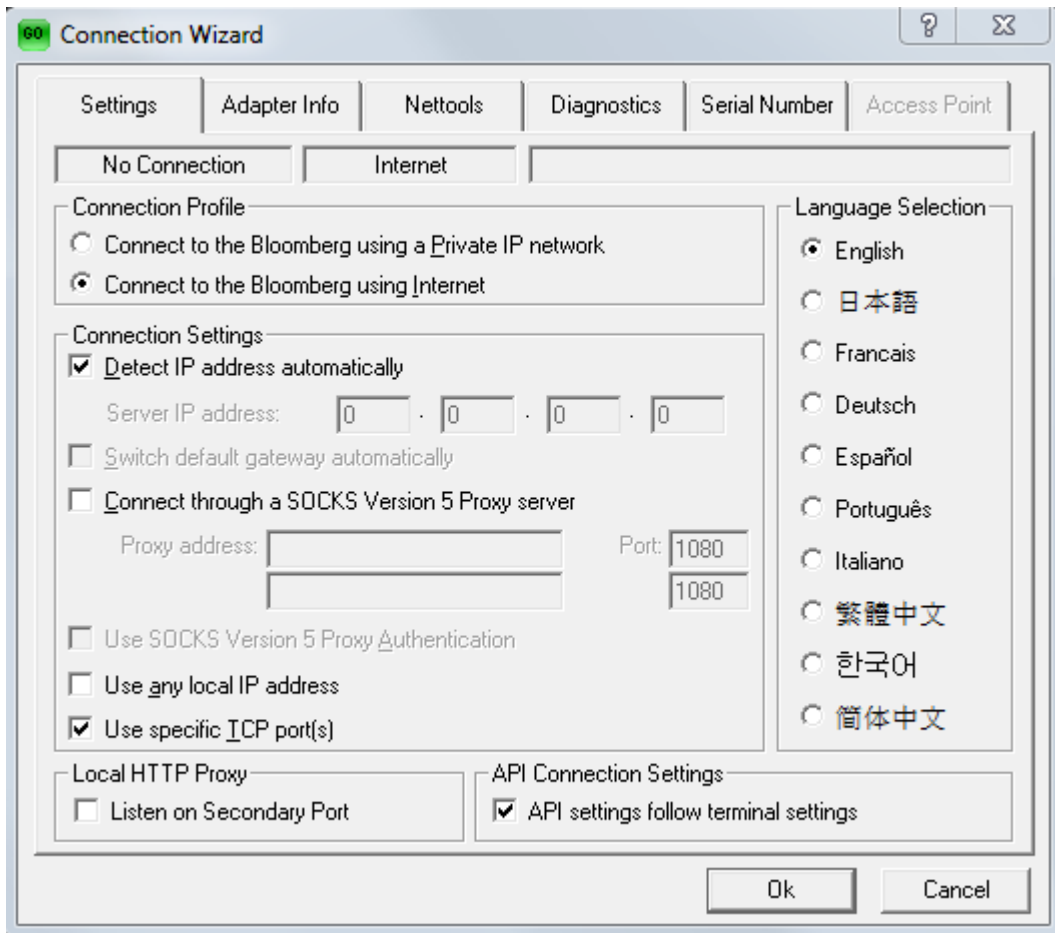 GO Connection Wizard
Settings Adapter Info Nettools Diagnostics Serial Number Access Point
No Connection Internet
Connection Profile
Connect to the Bloomberg using a Private IP network
Connect to the Bloomberg using Internet
Connection Settings
Detect IP address automatically
Server IP address: 0 . 0 . 0 . 0
Switch default gateway automatically
Connect through a SOCKS Version 5 Proxy server
Proxy address: Port: 1080
1080
Use SOCKS Version 5 Proxy Authentication
Use any local IP address
Use specific TCP port(s)
Language Selection
English
日本語
Francais
Deutsch
Español
Português
Italiano
繁體中文
한국어
简体中文
Local HTTP Proxy
Listen on Secondary Port
API Connection Settings
API settings follow terminal settings
Ok Cancel